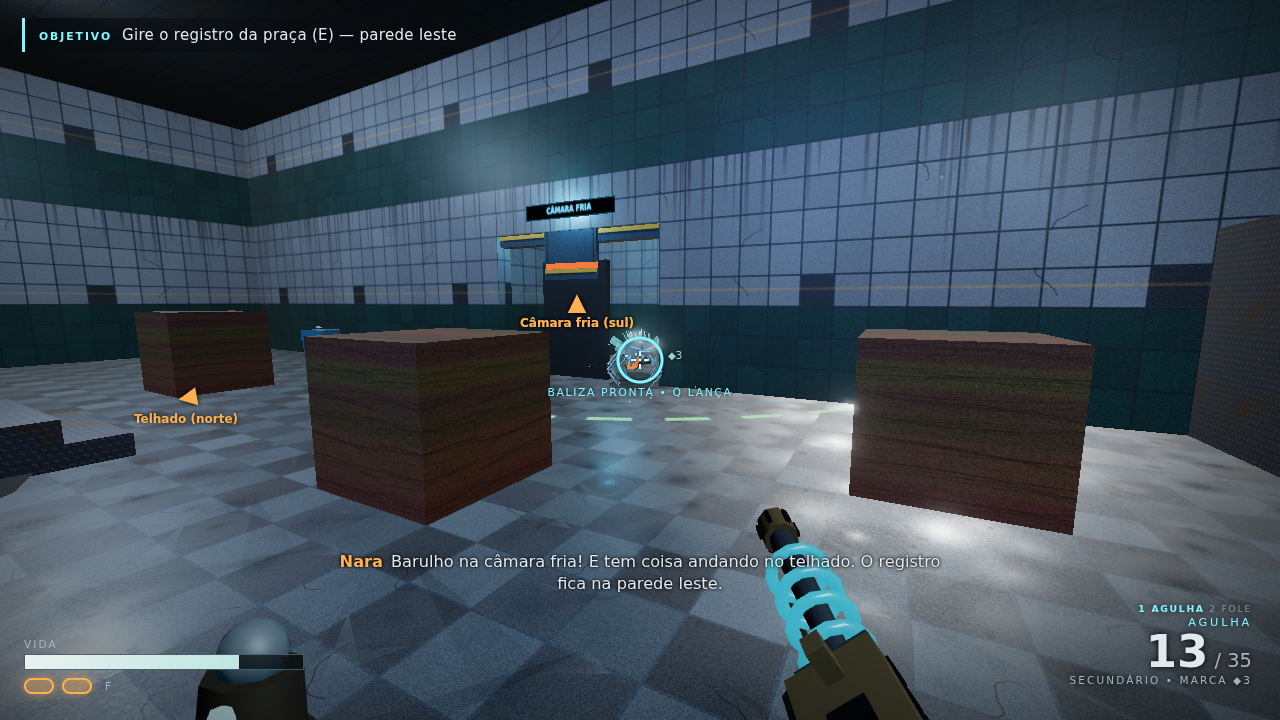 OBJETIVO Gire o registro da praça (E) — parede leste
CÂMARA FRIA
Câmara fria (sul)
◆3
BALIZA PRONTA • Q LANÇA
Telhado (norte)
Nara Barulho na câmara fria! E tem coisa andando no telhado. O registro
fica na parede leste.
VIDA
F
1 AGULHA 2 FOLE
AGULHA
13 / 35
SECUNDÁRIO • MARCA ◆3